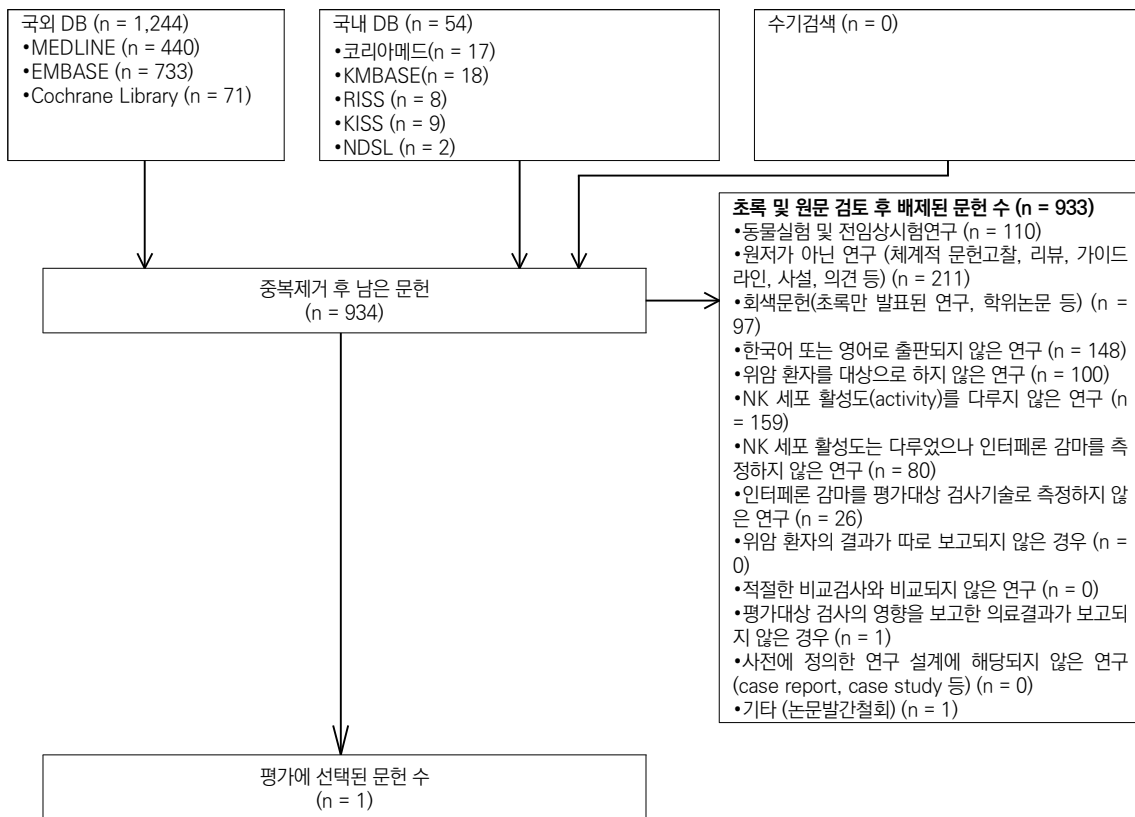 국외 DB (n = 1,244)
•MEDLINE (n = 440)
•EMBASE (n = 733)
•Cochrane Library (n = 71)
국내 DB (n = 54)
•코리아메드(n = 17)
•KMBASE(n = 18)
•RISS (n = 8)
•KISS (n = 9)
•NDSL (n = 2)
수기검색 (n = 0)
중복제거 후 남은 문헌
(n = 934)
초록 및 원문 검토 후 배제된 문헌 수 (n = 933)
•동물실험 및 전임상시험연구 (n = 110)
•원저가 아닌 연구 (체계적 문헌고찰, 리뷰, 가이드
라인, 사설, 의견 등) (n = 211)
•회색문헌(초록만 발표된 연구, 학위논문 등) (n =
97)
•한국어 또는 영어로 출판되지 않은 연구 (n = 148)
•위암 환자를 대상으로 하지 않은 연구 (n = 100)
•NK 세포 활성도(activity)를 다루지 않은 연구 (n
= 159)
•NK 세포 활성도는 다루었으나 인터페론 감마를 측
정하지 않은 연구 (n = 80)
•인터페론 감마를 평가대상 검사기술로 측정하지 않
은 연구 (n = 26)
•위암 환자의 결과가 따로 보고되지 않은 경우 (n =
0)
•적절한 비교검사와 비교되지 않은 연구 (n = 0)
•평가대상 검사의 영향을 보고한 의료결과가 보고되
지 않은 경우 (n = 1)
•사전에 정의한 연구 설계에 해당되지 않은 연구
(case report, case study 등) (n = 0)
•기타 (논문발간철회) (n = 1)
평가에 선택된 문헌 수
(n = 1)